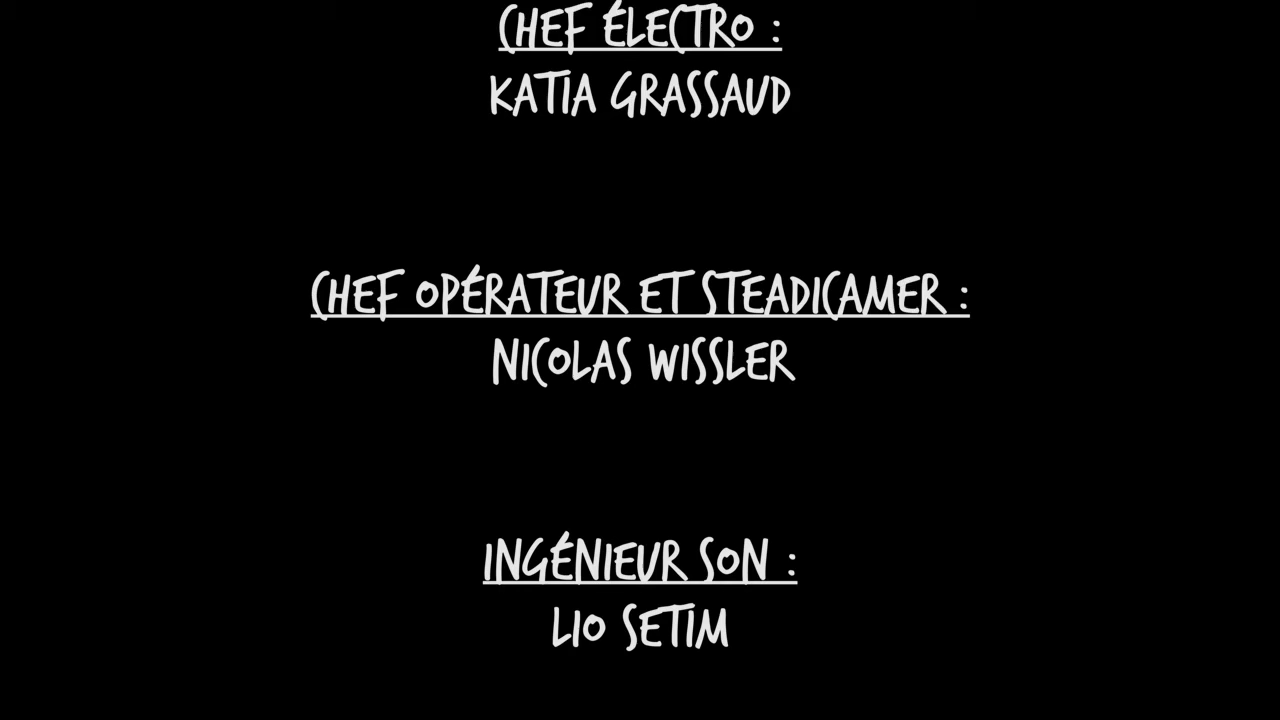 CHEF ÉLECTRO :
KATIA GRASSAUD
CHEF OPÉRATEUR ET STEADICAMER :
NICOLAS WISSLER
INGÉNIEUR SON :
LIO SETIM